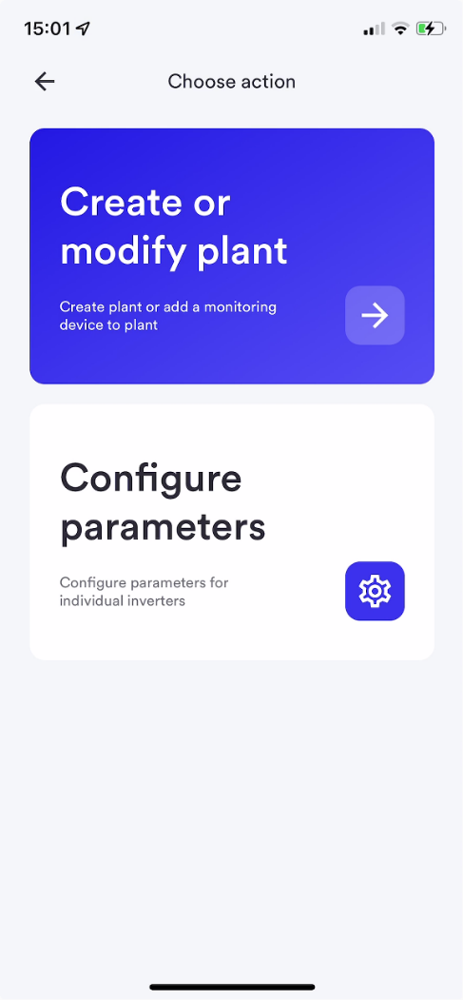 15:01
Choose action
Create or
modify plant
Create plant or add a monitoring
device to plant
Configure
parameters
Configure parameters for
individual inverters